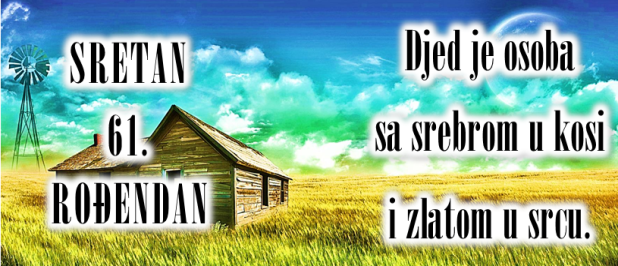 SRETAN
61.
ROĐENDAN
Djed je osoba
sa srebrom u kosi
i zlatom u srcu.